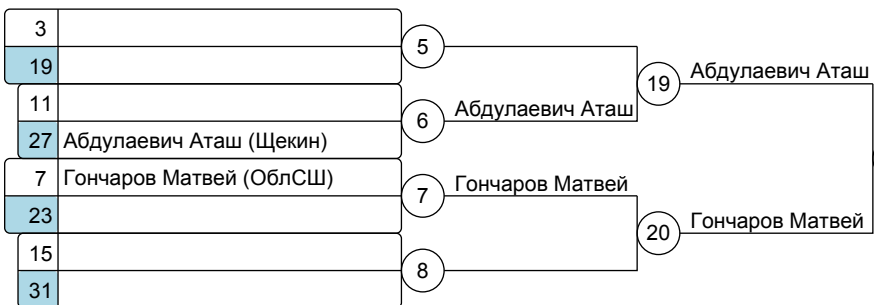 3
5
19
19 Абдулаевич Аташ
11
6 Абдулаевич Аташ
27 Абдулаевич Аташ (Щекин)
7 Гончаров Матвей (ОблСШ)
7 Гончаров Матвей
23
20 Гончаров Матвей
15
8
31